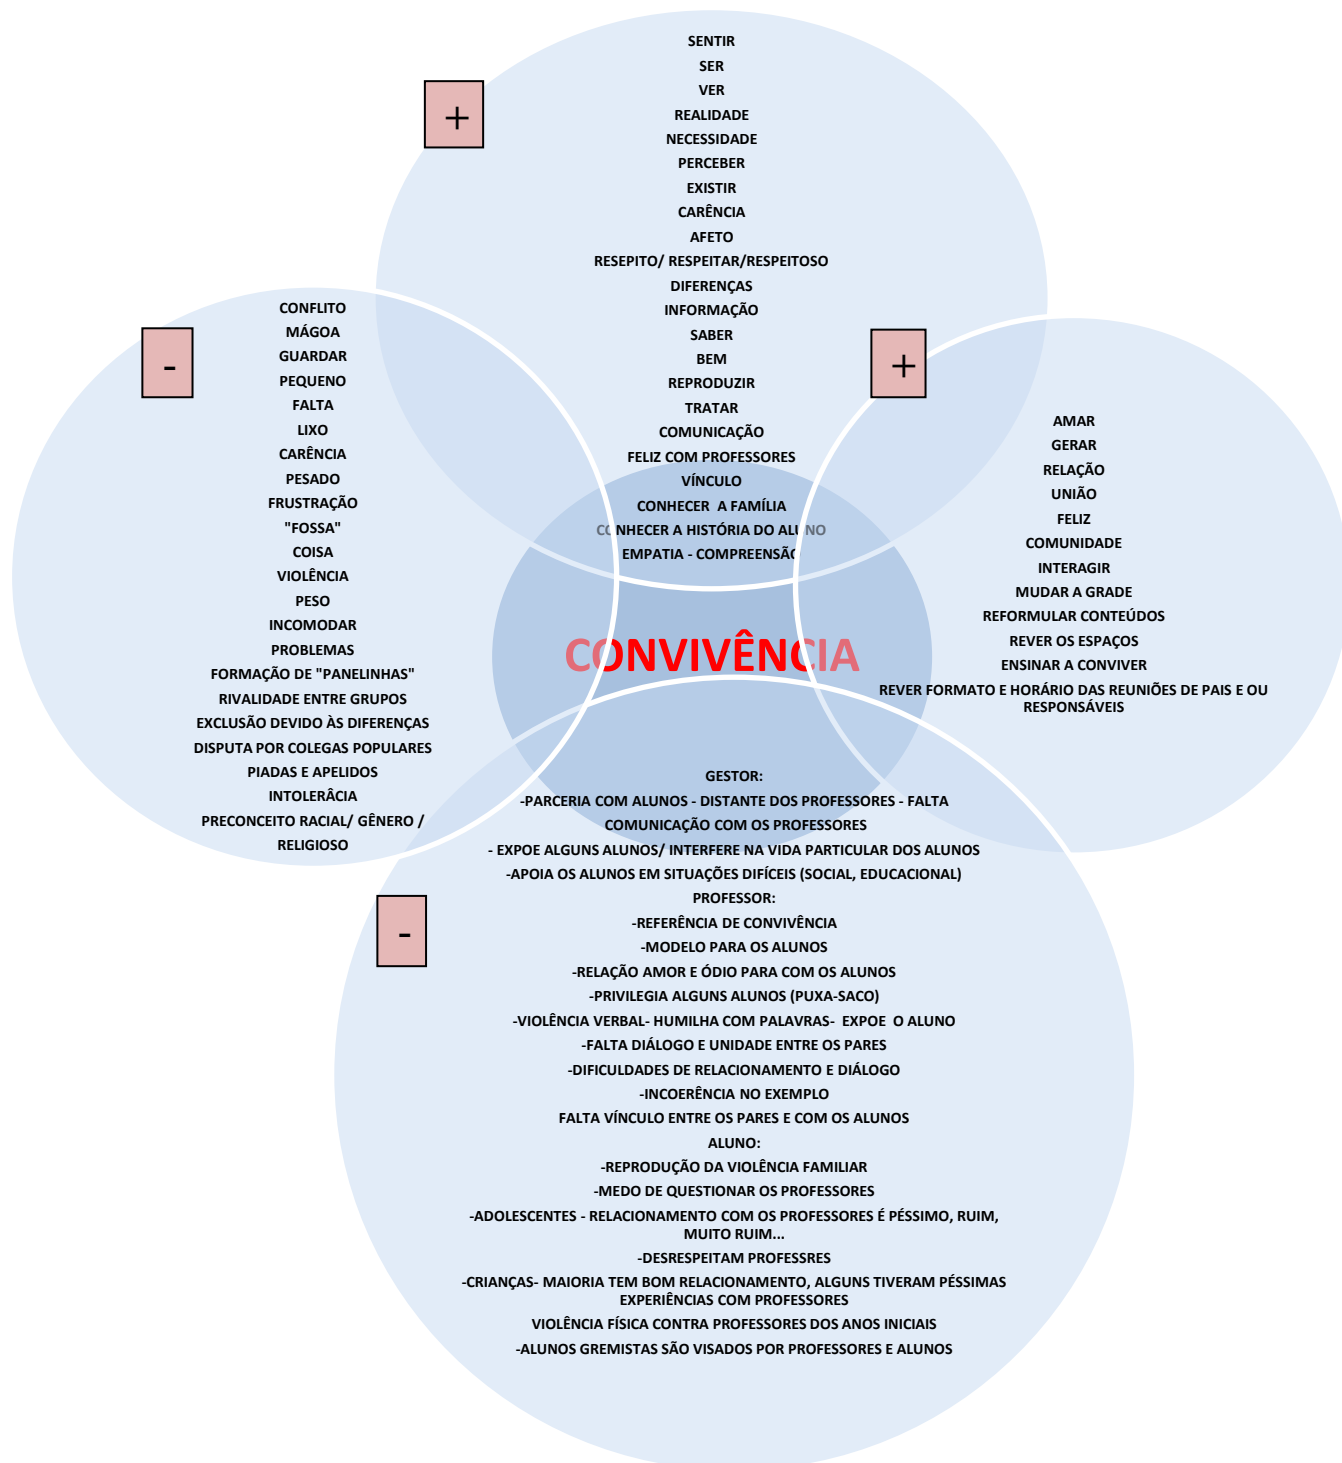 +
SENTIR
SER
VER
REALIDADE
NECESSIDADE
PERCEBER
EXISTIR
CARÊNCIA
AFETO
RESEPITO/ RESPEITAR/RESPEITOSO
DIFERENÇAS
INFORMAÇÃO
SABER
BEM
REPRODUZIR
TRATAR
COMUNICAÇÃO
FELIZ COM PROFESSORES
VÍNCULO
CONHECER A FAMÍLIA
CONHECER A HISTÓRIA DO ALUNO
EMPATIA - COMPREENSÃO
-
CONFLITO
MÁGOA
GUARDAR
PEQUENO
FALTA
LIXO
CARÊNCIA
PESADO
FRUSTRAÇÃO
"FOSSA"
COISA
VIOLÊNCIA
PESO
INCOMODAR
PROBLEMAS
FORMAÇÃO DE "PANELINHAS"
RIVALIDADE ENTRE GRUPOS
EXCLUSÃO DEVIDO ÀS DIFERENÇAS
DISPUTA POR COLEGAS POPULARES
PIADAS E APELIDOS
INTOLERÂCIA
PRECONCEITO RACIAL/ GÊNERO /
RELIGIOSO
CONVIVÊNCIA
+
AMAR
GERAR
RELAÇÃO
UNIÃO
FELIZ
COMUNIDADE
INTERAGIR
MUDAR A GRADE
REFORMULAR CONTEÚDOS
REVER OS ESPAÇOS
ENSINAR A CONVIVER
REVER FORMATO E HORÁRIO DAS REUNIÕES DE PAIS E OU
RESPONSÁVEIS
-
GESTOR:
-PARCERIA COM ALUNOS - DISTANTE DOS PROFESSORES - FALTA
COMUNICAÇÃO COM OS PROFESSORES
- EXPOE ALGUNS ALUNOS/ INTERFERE NA VIDA PARTICULAR DOS ALUNOS
-APOIA OS ALUNOS EM SITUAÇÕES DIFÍCEIS (SOCIAL, EDUCACIONAL)
PROFESSOR:
-REFERÊNCIA DE CONVIVÊNCIA
-MODELO PARA OS ALUNOS
-RELAÇÃO AMOR E ÓDIO PARA COM OS ALUNOS
-PRIVILEGIA ALGUNS ALUNOS (PUXA-SACO)
-VIOLÊNCIA VERBAL- HUMILHA COM PALAVRAS- EXPOE O ALUNO
-FALTA DIÁLOGO E UNIDADE ENTRE OS PARES
-DIFICULDADES DE RELACIONAMENTO E DIÁLOGO
-INCOERÊNCIA NO EXEMPLO
FALTA VÍNCULO ENTRE OS PARES E COM OS ALUNOS
ALUNO:
-REPRODUÇÃO DA VIOLÊNCIA FAMILIAR
-MEDO DE QUESTIONAR OS PROFESSORES
-ADOLESCENTES - RELACIONAMENTO COM OS PROFESSORES É PÉSSIMO, RUIM,
MUITO RUIM...
-DESRESPEITAM PROFESSRES
-CRIANÇAS- MAIORIA TEM BOM RELACIONAMENTO, ALGUNS TIVERAM PÉSSIMAS
EXPERIÊNCIAS COM PROFESSORES
VIOLÊNCIA FÍSICA CONTRA PROFESSORES DOS ANOS INICIAIS
-ALUNOS GREMISTAS SÃO VISADOS POR PROFESSORES E ALUNOS